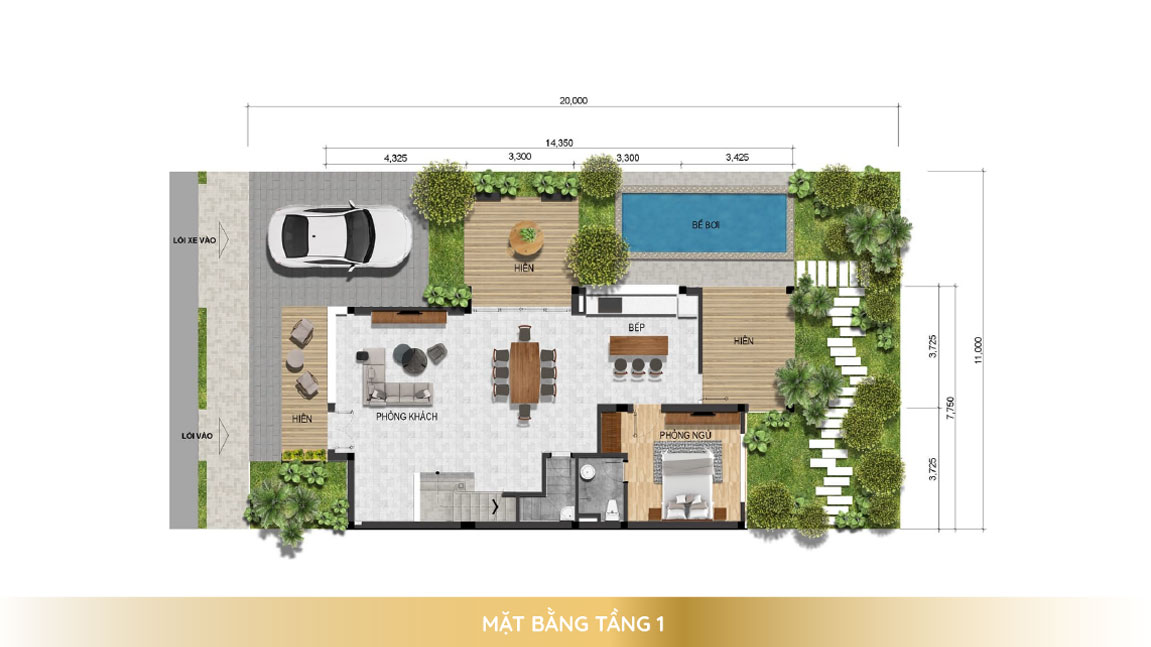 20,000
14,350
4,325
3,300
3,300
3,425
LỐI XE VÀO
BỂ BƠI
HIÊN
BẾP
HIÊN
3,725
11,000
7,750
HIÊN
PHÒNG KHÁCH
LỐI VÀO
PHÒNG NGỦ
3,725
MẶT BẰNG TẦNG 1